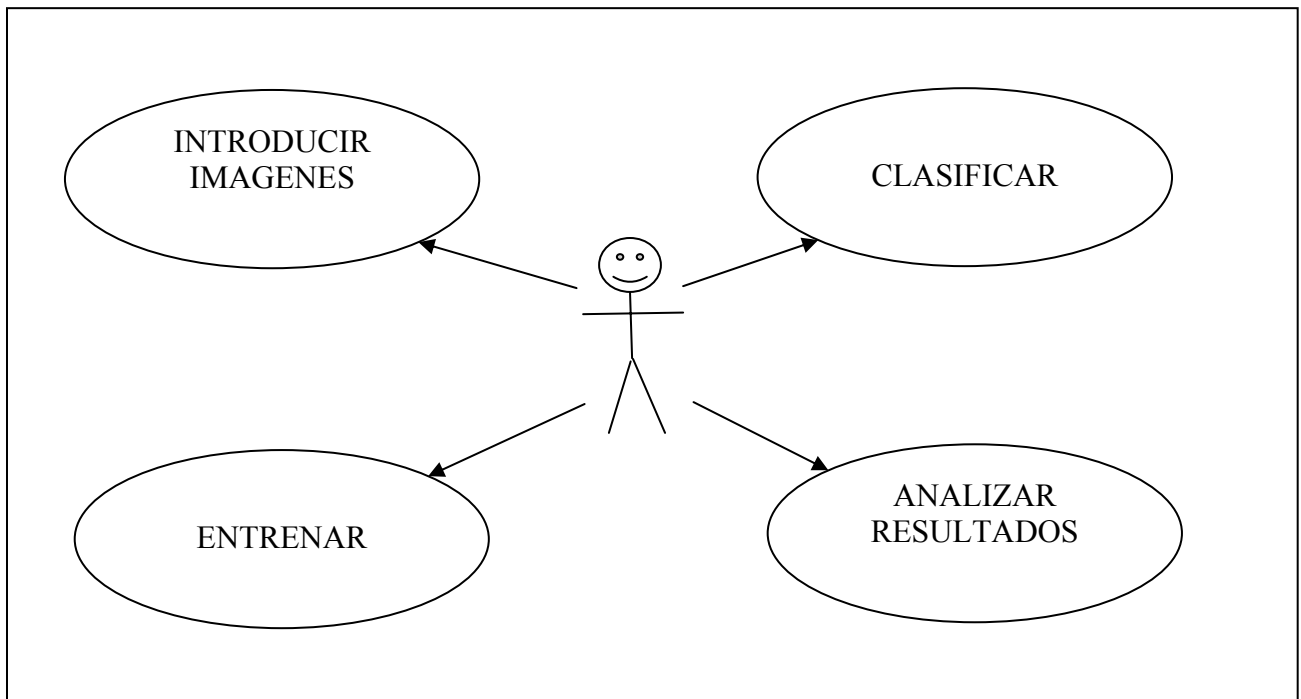 INTRODUCIR
IMAGENES
CLASIFICAR
ENTRENAR
ANALIZAR
RESULTADOS